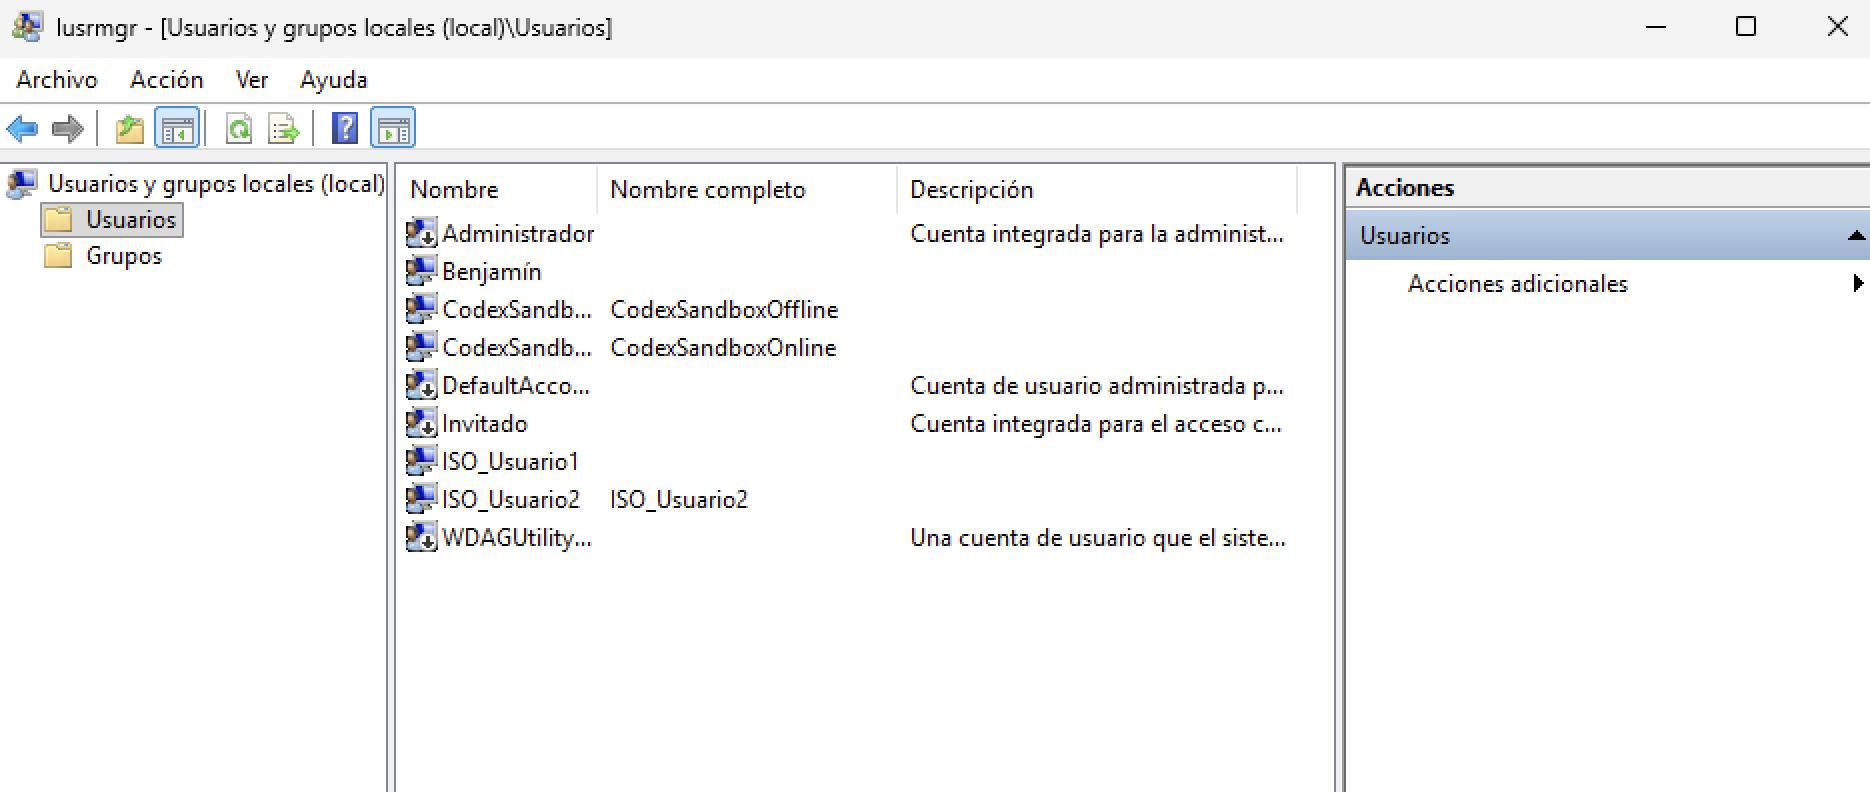 lusrmgr - [Usuarios y grupos locales (local)\Usuarios]
Archivo Acción Ver Ayuda
Usuarios y grupos locales (local)
Usuarios
Grupos
Nombre Nombre completo Descripción
Administrador Cuenta integrada para la administ...
Benjamín
CodexSandb... CodexSandboxOffline
CodexSandb... CodexSandboxOnline
DefaultAcco... Cuenta de usuario administrada p...
Invitado Cuenta integrada para el acceso c...
ISO_Usuario1
ISO_Usuario2 ISO_Usuario2
WDAGUtility... Una cuenta de usuario que el siste...
Acciones
Usuarios
Acciones adicionales